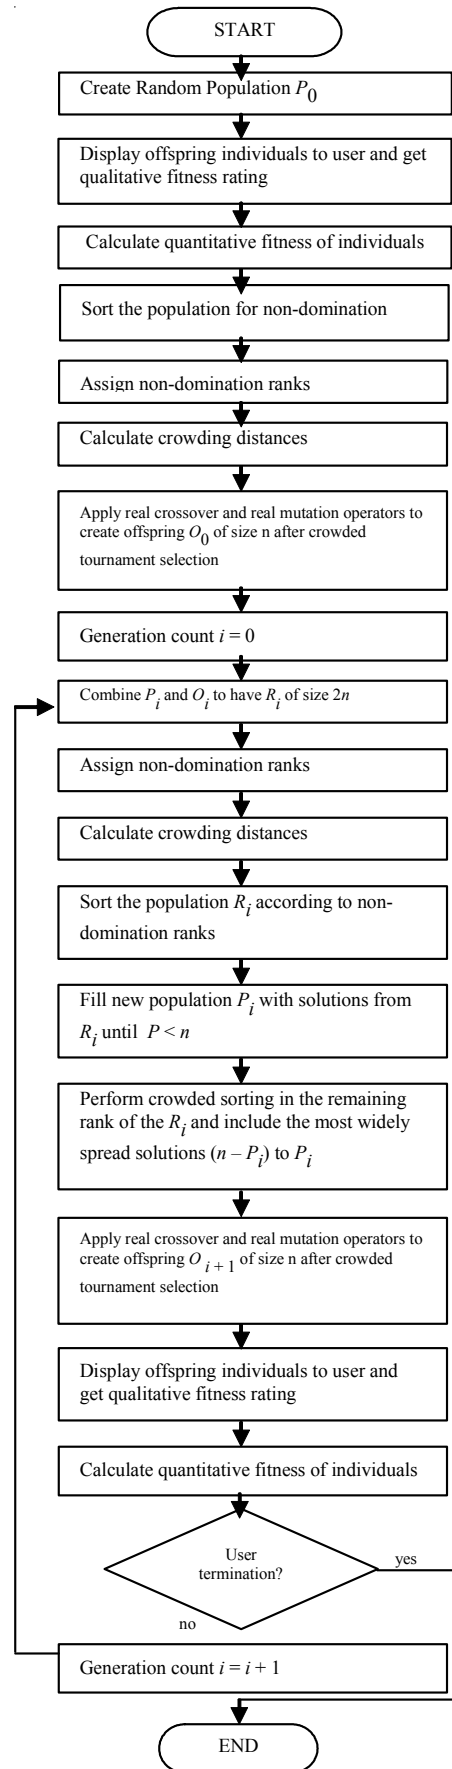 START
Create Random Population P0
Display offspring individuals to user and get
qualitative fitness rating
Calculate quantitative fitness of individuals
Sort the population for non-domination
Assign non-domination ranks
Calculate crowding distances
Apply real crossover and real mutation operators to
create offspring O0 of size n after crowded
tournament selection
Generation count i = 0
Combine Pi and Oi to have Ri of size 2n
Assign non-domination ranks
Calculate crowding distances
Sort the population Ri according to non-
domination ranks
Fill new population Pi with solutions from
Ri until P < n
Perform crowded sorting in the remaining
rank of the Ri and include the most widely
spread solutions (n – Pi) to Pi
Apply real crossover and real mutation operators to
create offspring O i + 1 of size n after crowded
tournament selection
Display offspring individuals to user and
get qualitative fitness rating
Calculate quantitative fitness of individuals
User
termination?
yes
no
Generation count i = i + 1
END